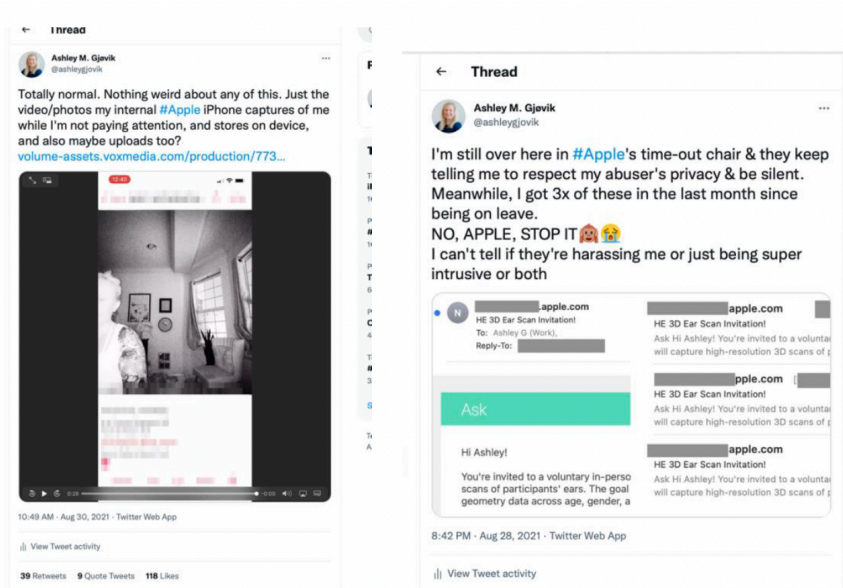 Thread
Ashley M. Gjøvik
@ashleygjovik
Totally normal. Nothing weird about any of this. Just the
video/photos my internal #Apple iPhone captures of me
while I'm not paying attention, and stores on device,
and also maybe uploads too?
volume-assets.voxmedia.com/production/773...
12:40
0:28
-0:05
10:49 AM · Aug 30, 2021 · Twitter Web App
View Tweet activity
39 Retweets 9 Quote Tweets 118 Likes
Thread
Ashley M. Gjøvik
@ashleygjovik
I'm still over here in #Apple's time-out chair & they keep
telling me to respect my abuser's privacy & be silent.
Meanwhile, I got 3x of these in the last month since
being on leave.
NO, APPLE, STOP IT🙈😭
I can't tell if they're harassing me or just being super
intrusive or both
N
.apple.com
HE 3D Ear Scan Invitation!
To: Ashley G (Work),
Reply-To:
Ask
Hi Ashley!
You're invited to a voluntary in-perso
scans of participants' ears. The goal
geometry data across age, gender, a
apple.com
HE 3D Ear Scan Invitation!
Ask Hi Ashley! You're invited to a volunta
will capture high-resolution 3D scans of p
pple.com
HE 3D Ear Scan Invitation!
Ask Hi Ashley! You're invited to a volunta
will capture high-resolution 3D scans of p
apple.com
HE 3D Ear Scan Invitation!
Ask Hi Ashley! You're invited to a volunta
will capture high-resolution 3D scans of p
8:42 PM · Aug 28, 2021 · Twitter Web App
View Tweet activity